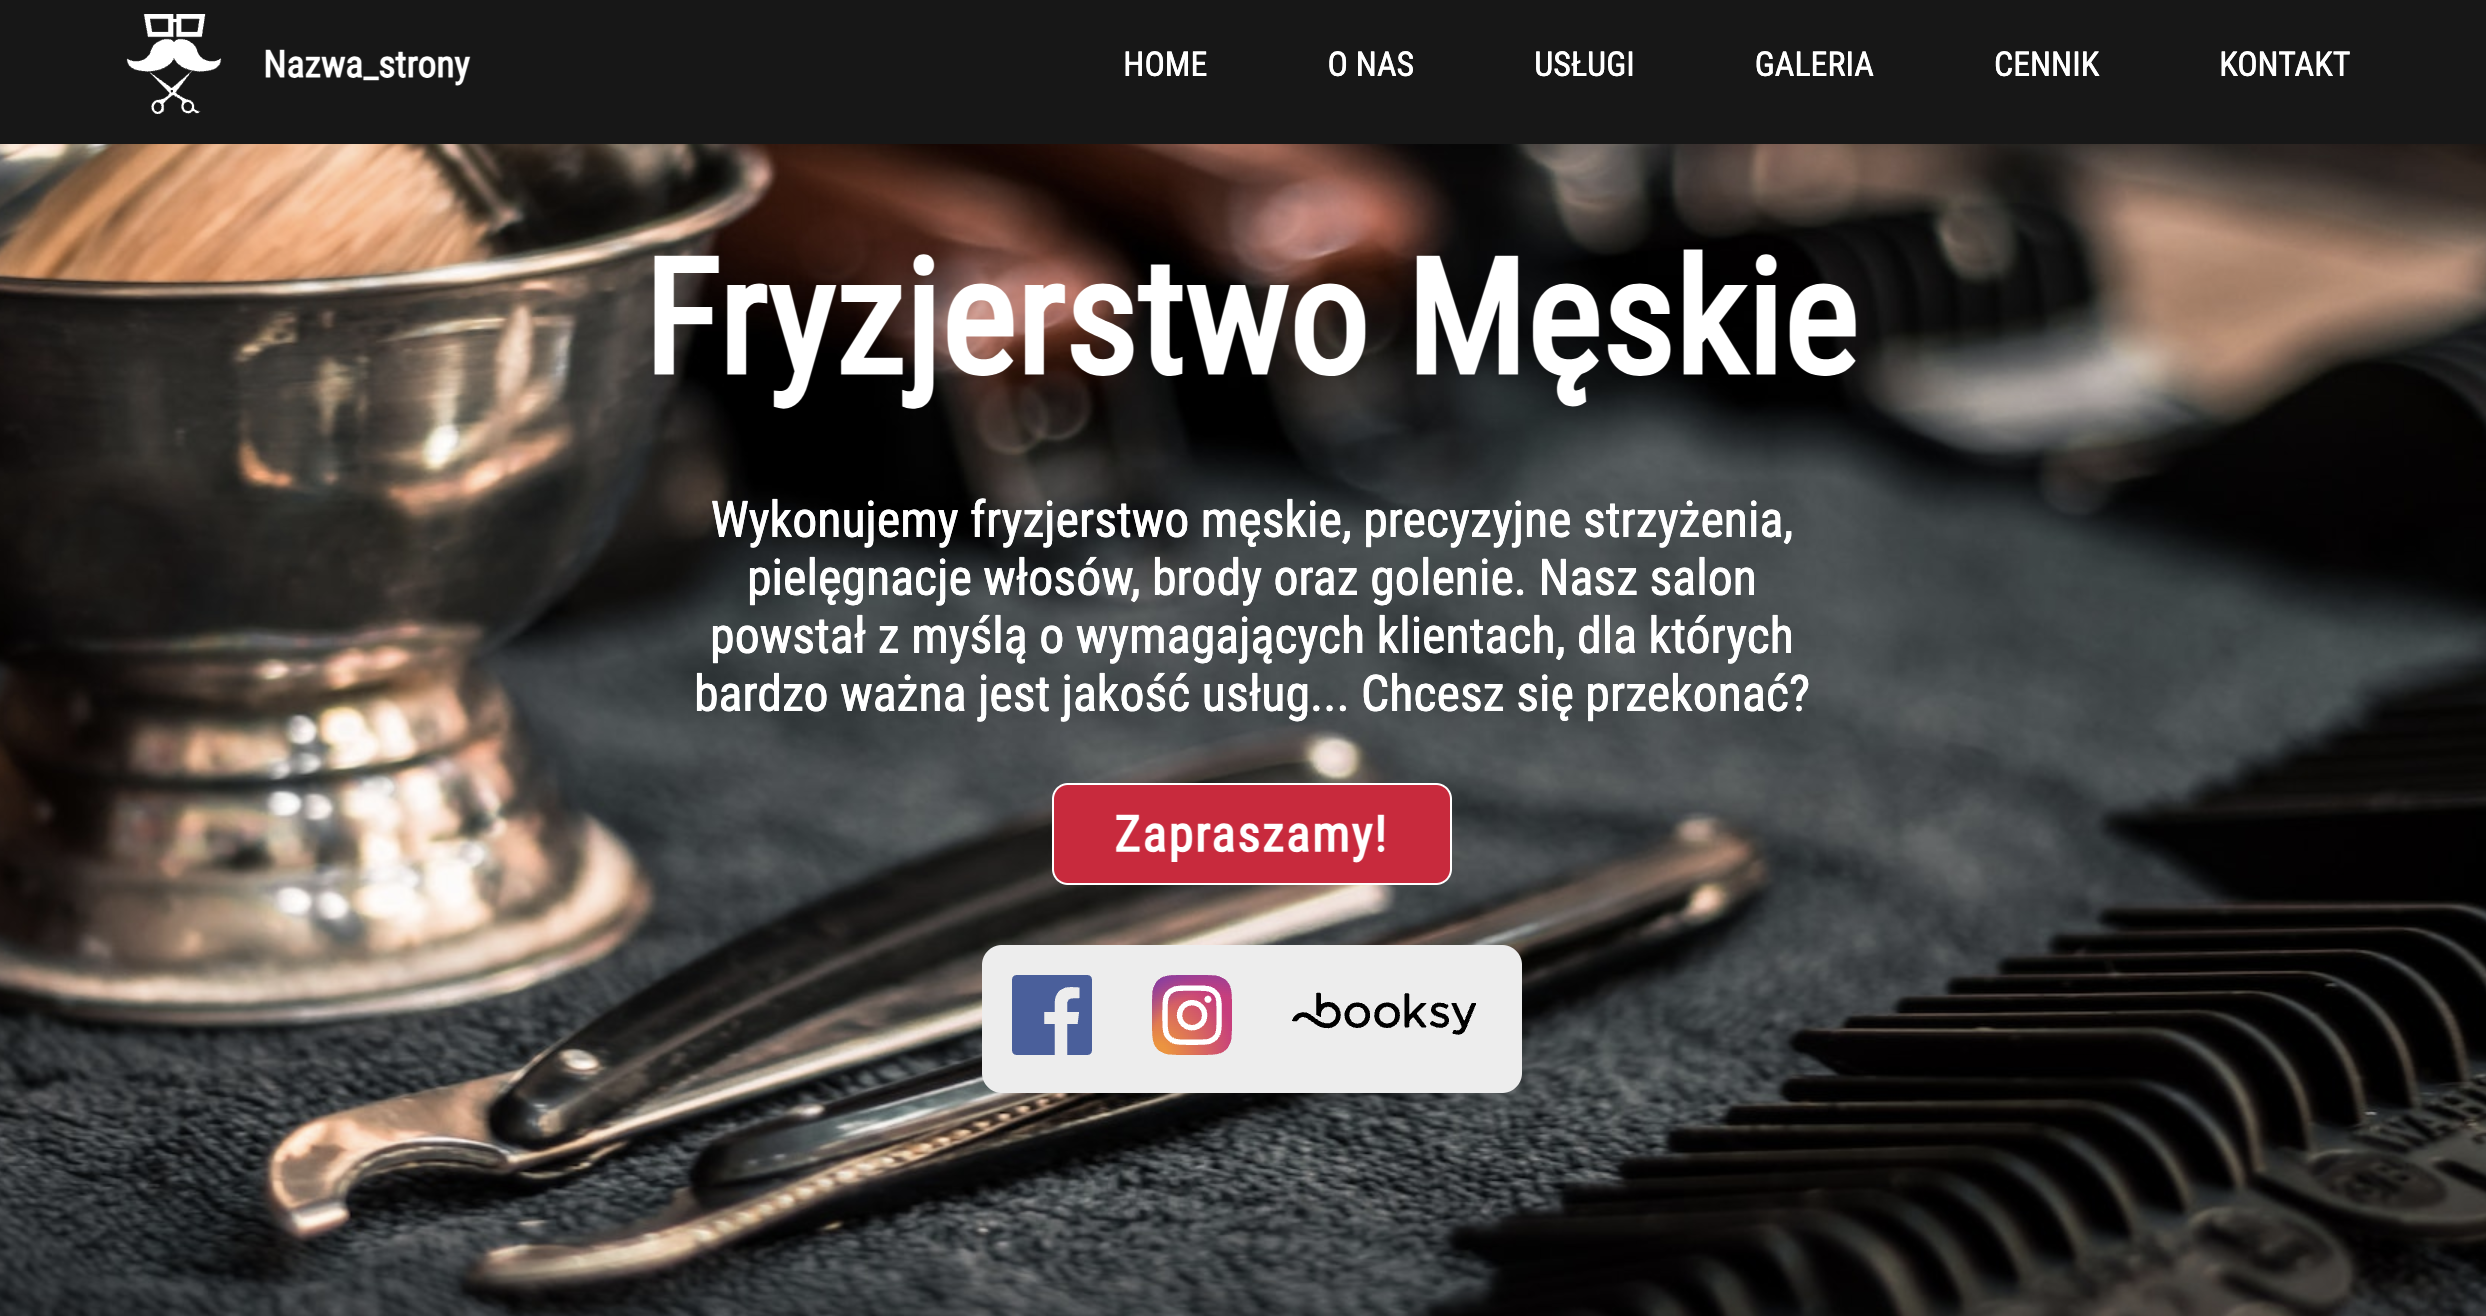 Nazwa_strony
HOME
O NAS
USŁUGI
GALERIA
CENNIK
KONTAKT
Fryzjerstwo Męskie
Wykonujemy fryzjerstwo męskie, precyzyjne strzyżenia,
pielęgnacje włosów, brody oraz golenie. Nasz salon
powstał z myślą o wymagających klientach, dla których
bardzo ważna jest jakość usług... Chcesz się przekonać?
Zapraszamy!
booksy